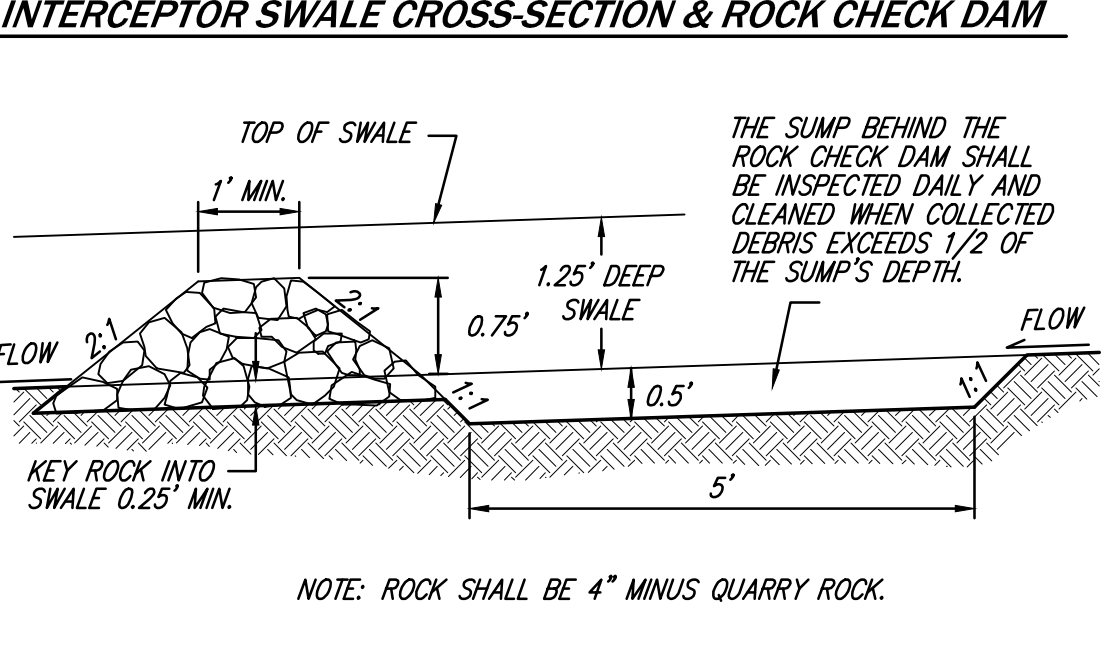 INTERCEPTOR SWALE CROSS-SECTION & ROCK CHECK DAM
TOP OF SWALE
1' MIN.
THE SUMP BEHIND THE
ROCK CHECK DAM SHALL
BE INSPECTED DAILY AND
CLEANED WHEN COLLECTED
DEBRIS EXCEEDS 1/2 OF
THE SUMP'S DEPTH.
1.25' DEEP
SWALE
2:1
2:1
0.75'
FLOW
FLOW
1:1
0.5'
1:1
KEY ROCK INTO
SWALE 0.25' MIN.
5'
NOTE: ROCK SHALL BE 4" MINUS QUARRY ROCK.